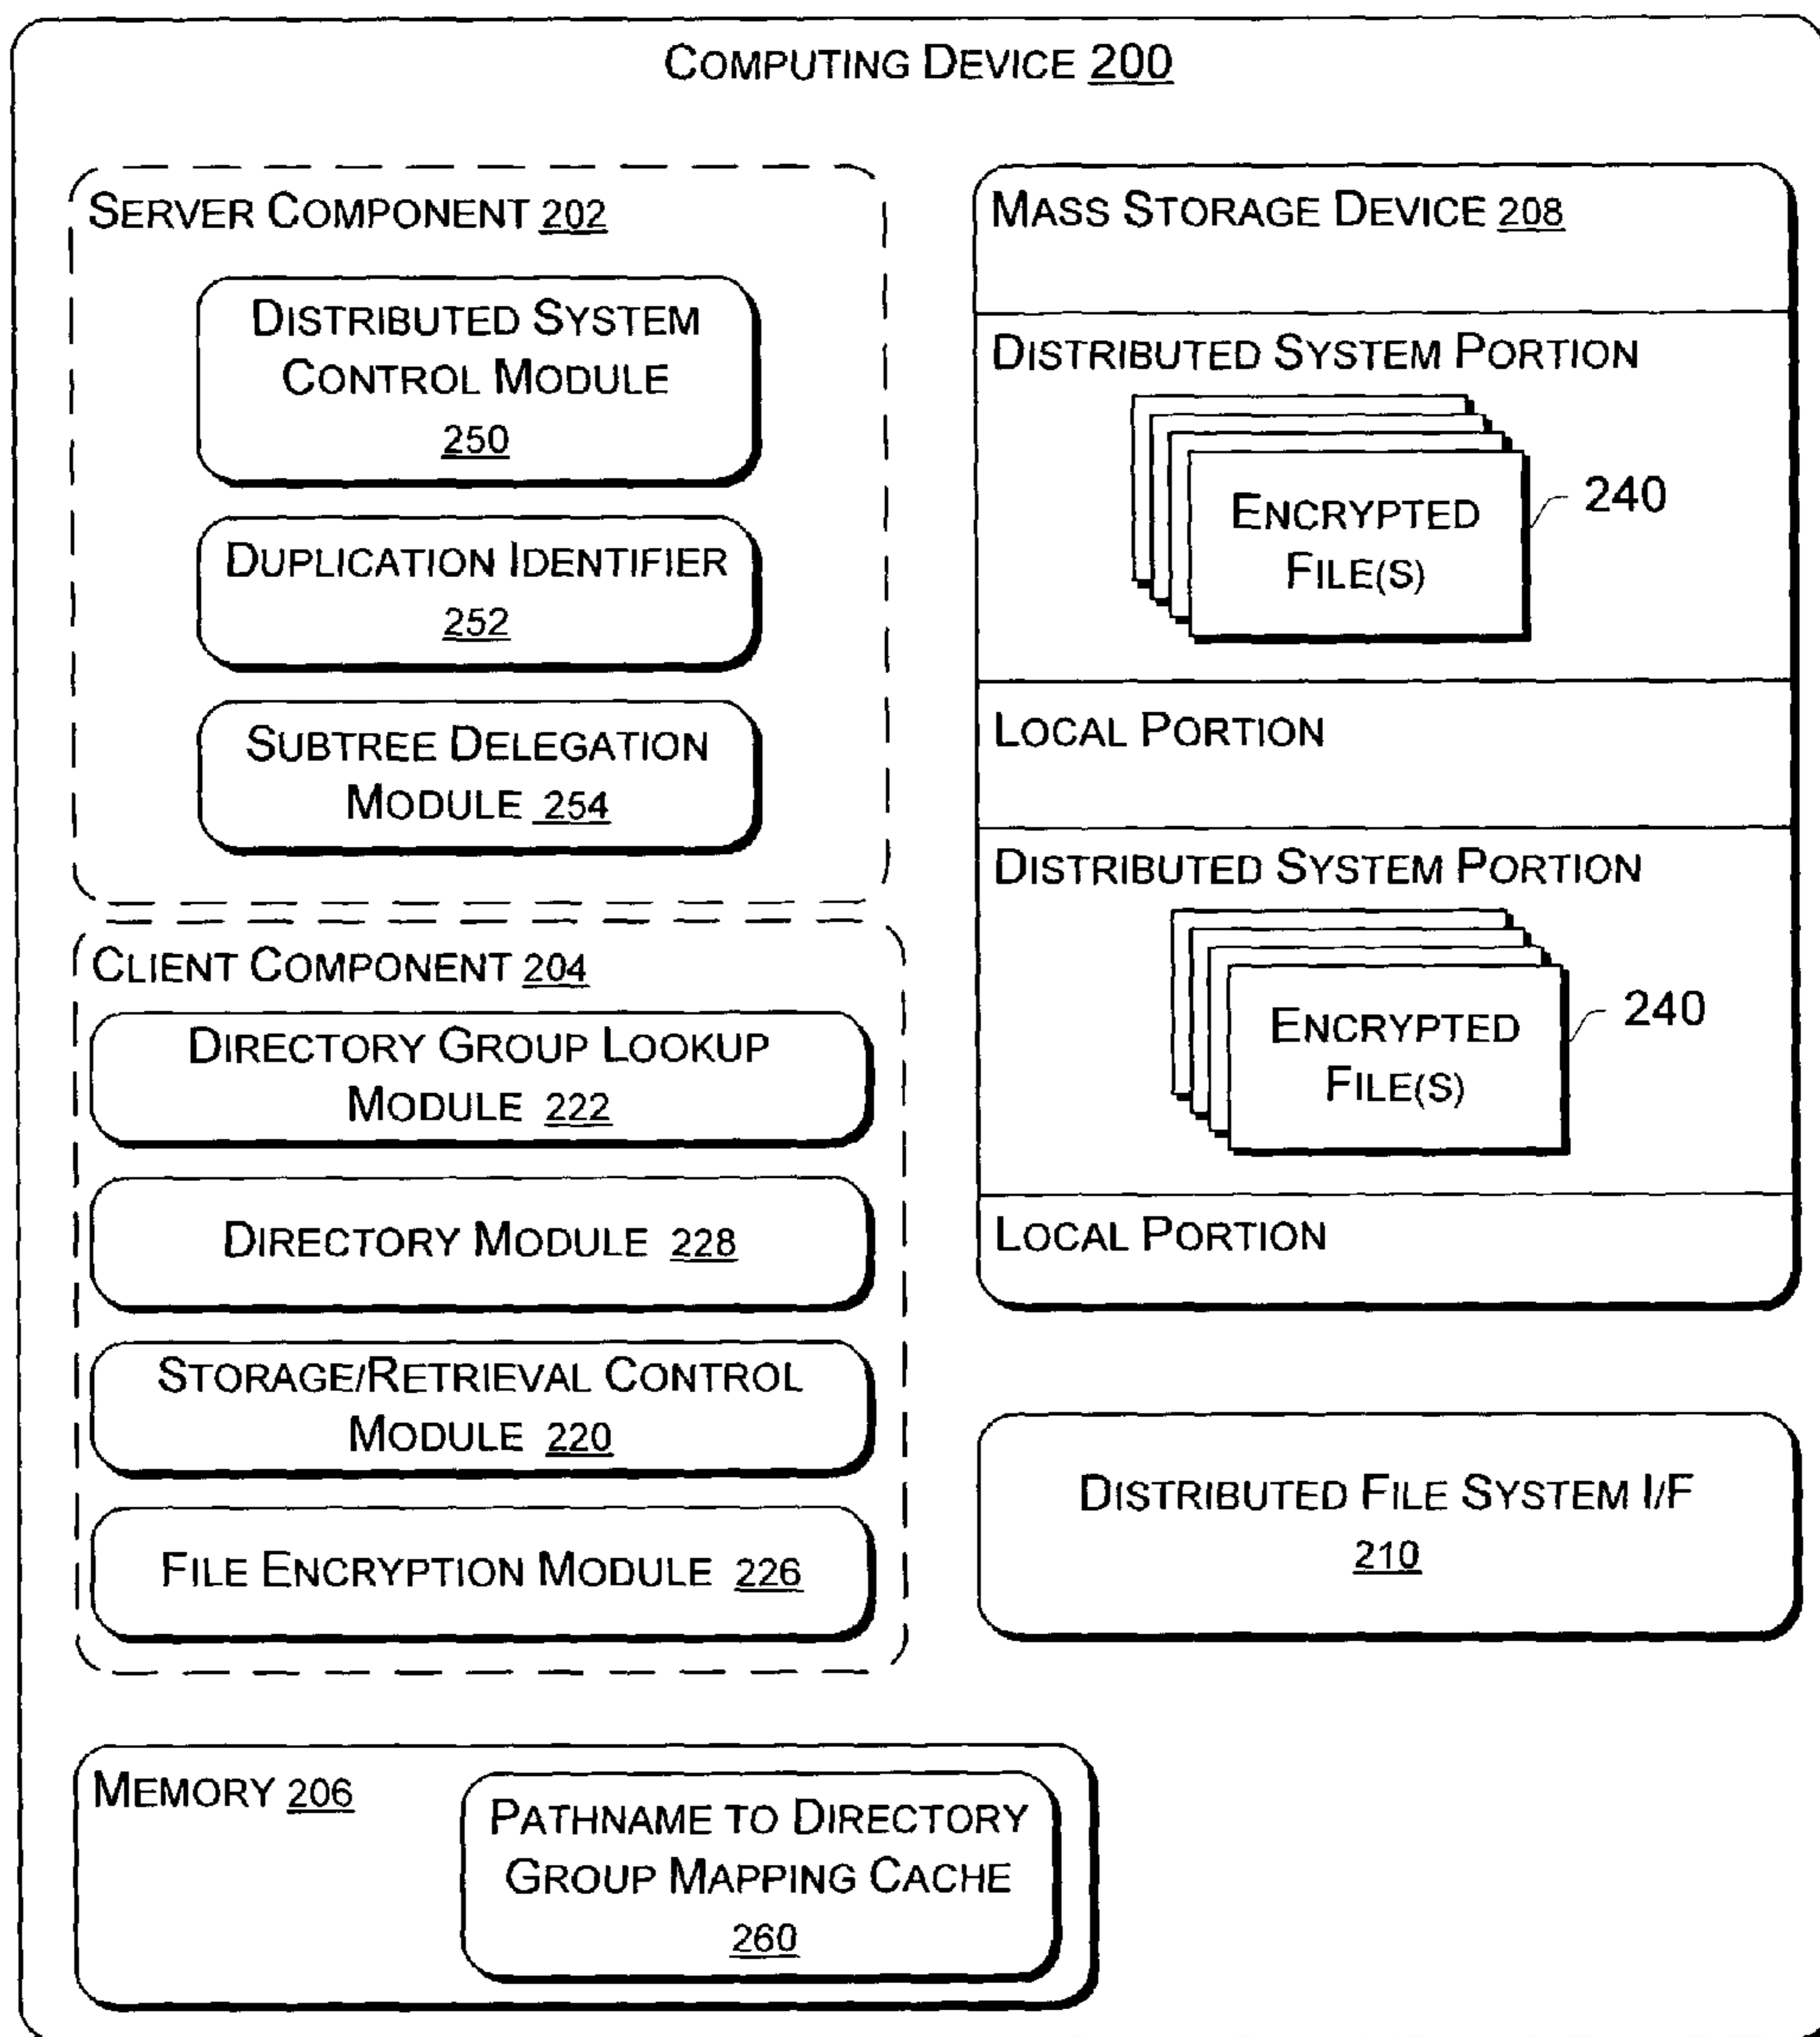 COMPUTING DEVICE 200
SERVER COMPONENT 202
DISTRIBUTED SYSTEM
CONTROL MODULE
250
DUPLICATION IDENTIFIER
252
SUBTREE DELEGATION
MODULE 254
CLIENT COMPONENT 204
DIRECTORY GROUP LOOKUP
MODULE 222
DIRECTORY MODULE 228
STORAGE/RETRIEVAL CONTROL
MODULE 220
FILE ENCRYPTION MODULE 226
MASS STORAGE DEVICE 208
DISTRIBUTED SYSTEM PORTION
ENCRYPTED
FILE(S)
240
LOCAL PORTION
DISTRIBUTED SYSTEM PORTION
ENCRYPTED
FILE(S)
240
LOCAL PORTION
DISTRIBUTED FILE SYSTEM I/F
210
MEMORY 206
PATHNAME TO DIRECTORY
GROUP MAPPING CACHE
260